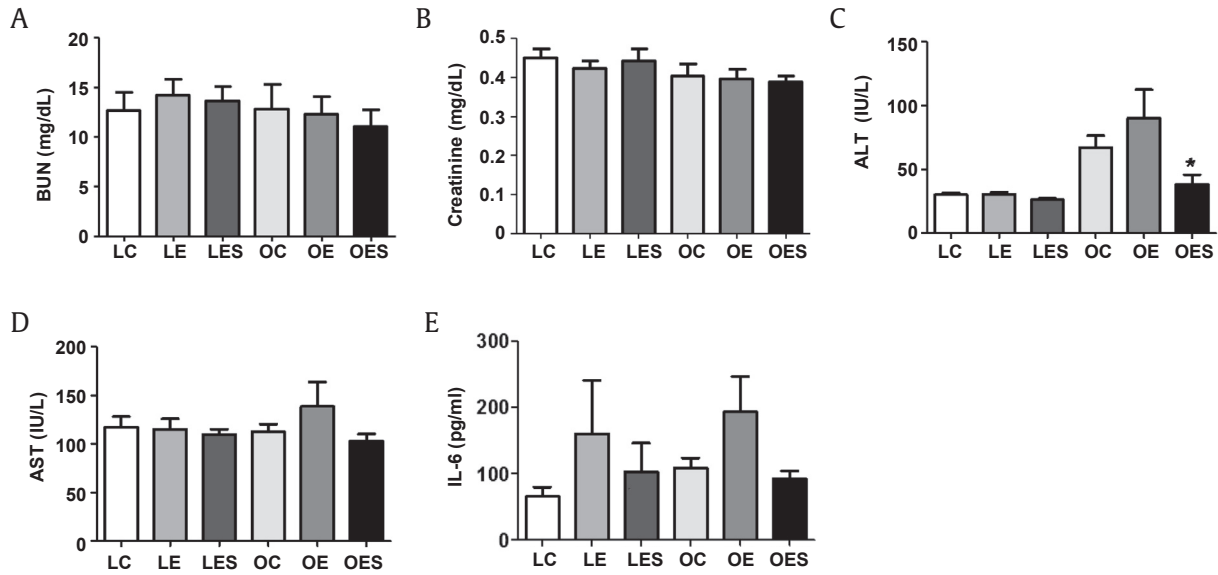 A
BUN (mg/dL)
20
15
10
5
0
LC LE LES OC OE OES
B
Creatinine (mg/dL)
0.5
0.4
0.4
0.3
0.2
0.1
0
LC LE LES OC OE OES
C
ALT (IU/L)
150
100
50
0
LC LE LES OC OE OES
*
D
AST (IU/L)
200
150
100
50
0
LC LE LES OC OE OES
E
IL-6 (pg/ml)
300
200
100
0
LC LE LES OC OE OES